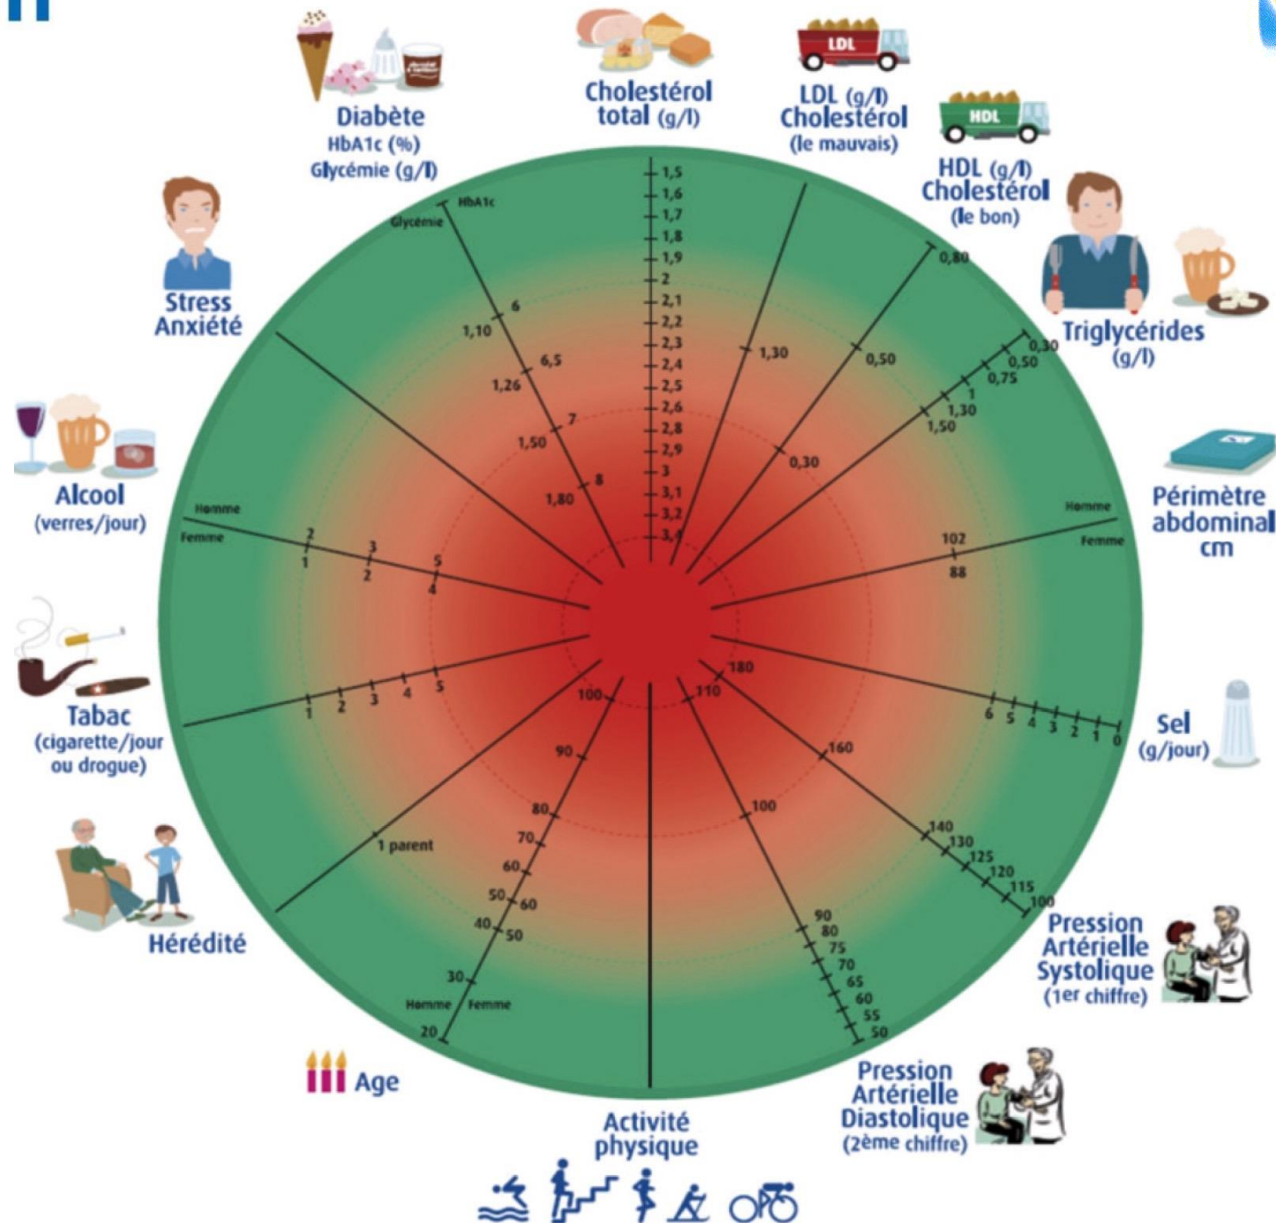 Diabète
HbA1c (%)
Glycémie (g/l)
Cholestérol
total (g/l)
LDL
LDL (g/l)
Cholestérol
(le mauvais)
HDL
HDL (g/l)
Cholestérol
(le bon)
Triglycérides
(g/l)
Périmètre
abdominal
cm
Sel
(g/jour)
Pression
Artérielle
Systolique
(1er chiffre)
Pression
Artérielle
Diastolique
(2ème chiffre)
Activité
physique
Age
Hérédité
Tabac
(cigarette/jour
ou drogue)
Alcool
(verres/jour)
Stress
Anxiété
HbA1c
Glycémie
6
1,10
6,5
1,26
7
1,50
8
1,80
1,5
1,6
1,7
1,8
1,9
2
2,1
2,2
2,3
2,4
2,5
2,6
2,8
2,9
3
3,1
3,2
3,4
1,30
0,80
0,50
0,30
0,30
0,50
0,75
1
1,30
1,50
Homme
Femme
102
88
6
5
4
3
2
1
0
180
160
140
130
125
120
115
100
110
100
90
80
75
70
65
60
55
50
100
90
80
70
60
50
60
40
50
30
Homme
Femme
20
1 parent
1
2
3
4
5
Homme
Femme
2
1
3
2
5
4